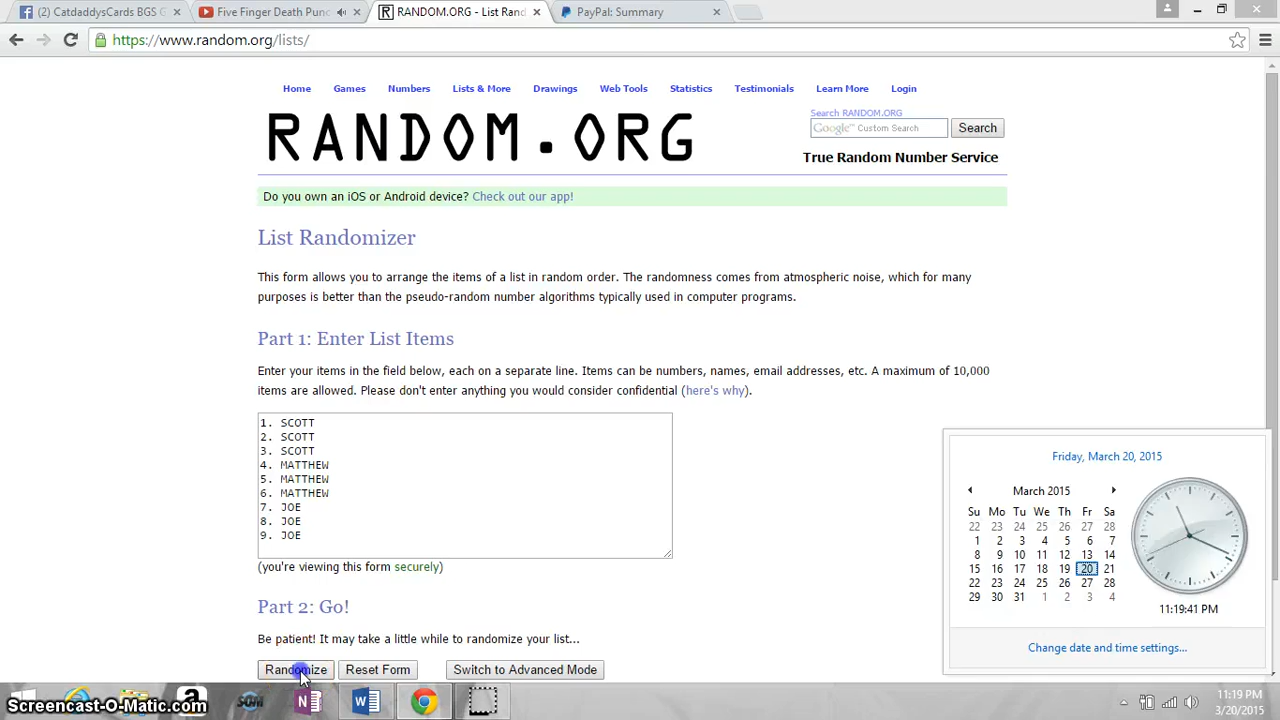 (2) CatdaddysCards BGS G
Five Finger Death Punc
RANDOM.ORG - List Rand
PayPal: Summary
https://www.random.org/lists/
Home Games Numbers Lists & More Drawings Web Tools Statistics Testimonials Learn More Login
RANDOM.ORG
Search RANDOM.ORG
Google™ Custom Search Search
True Random Number Service
Do you own an iOS or Android device? Check out our app!
List Randomizer
This form allows you to arrange the items of a list in random order. The randomness comes from atmospheric noise, which for many
purposes is better than the pseudo-random number algorithms typically used in computer programs.
Part 1: Enter List Items
Enter your items in the field below, each on a separate line. Items can be numbers, names, email addresses, etc. A maximum of 10,000
items are allowed. Please don't enter anything you would consider confidential (here's why).
1. SCOTT
2. SCOTT
3. SCOTT
4. MATTHEW
5. MATTHEW
6. MATTHEW
7. JOE
8. JOE
9. JOE
(you're viewing this form securely)
Part 2: Go!
Be patient! It may take a little while to randomize your list...
Randomize Reset Form Switch to Advanced Mode
Friday, March 20, 2015
March 2015
Su Mo Tu We Th Fr Sa
22 23 24 25 26 27 28
1 2 3 4 5 6 7
8 9 10 11 12 13 14
15 16 17 18 19 20 21
22 23 24 25 26 27 28
29 30 31 1 2 3 4
11:19:41 PM
Change date and time settings...
Screencast-O-Matic.com
11:19 PM
3/20/2015